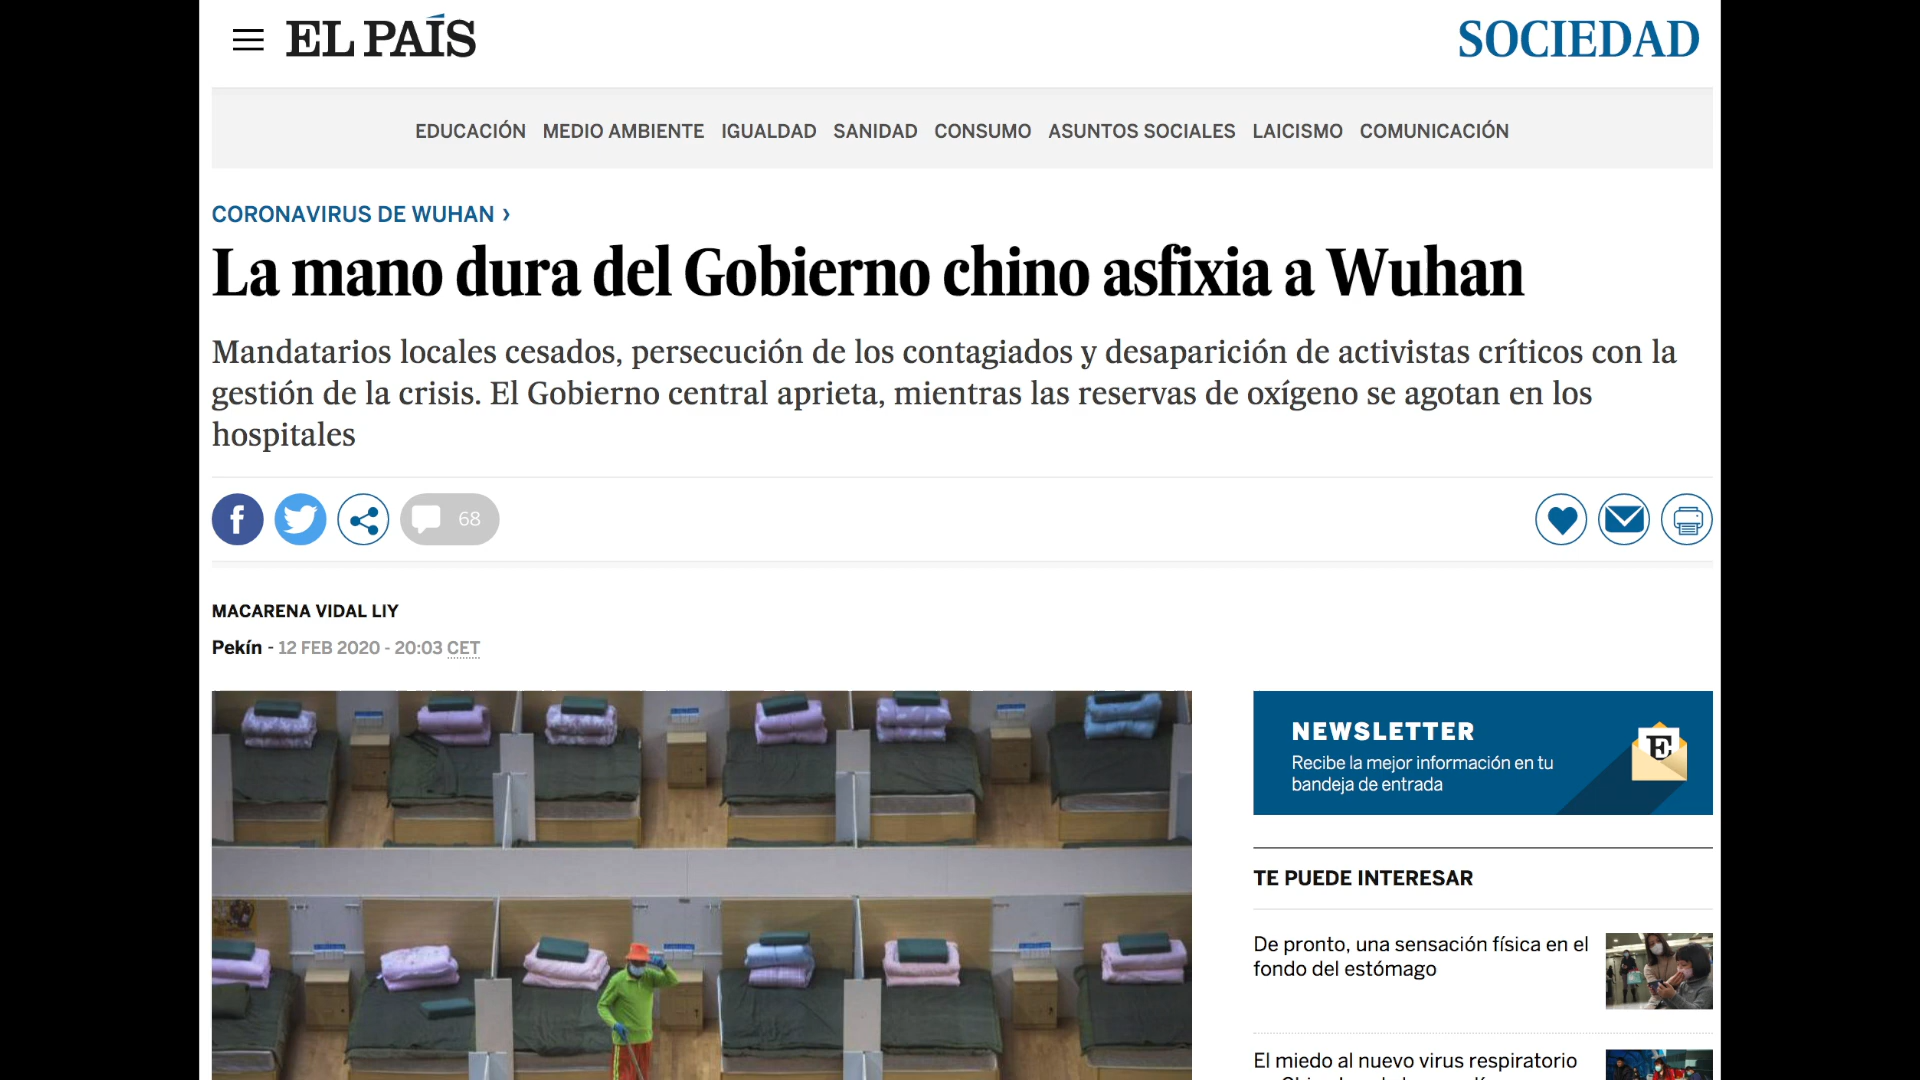 EL PAÍS
SOCIEDAD
EDUCACIÓN MEDIO AMBIENTE IGUALDAD SANIDAD CONSUMO ASUNTOS SOCIALES LAICISMO COMUNICACIÓN
CORONAVIRUS DE WUHAN ›
La mano dura del Gobierno chino asfixia a Wuhan
Mandatarios locales cesados, persecución de los contagiados y desaparición de activistas críticos con la
gestión de la crisis. El Gobierno central aprieta, mientras las reservas de oxígeno se agotan en los
hospitales
68
MACARENA VIDAL LIY
Pekín - 12 FEB 2020 - 20:03 CET
NEWSLETTER
Recibe la mejor información en tu
bandeja de entrada
E
TE PUEDE INTERESAR
De pronto, una sensación física en el
fondo del estómago
El miedo al nuevo virus respiratorio